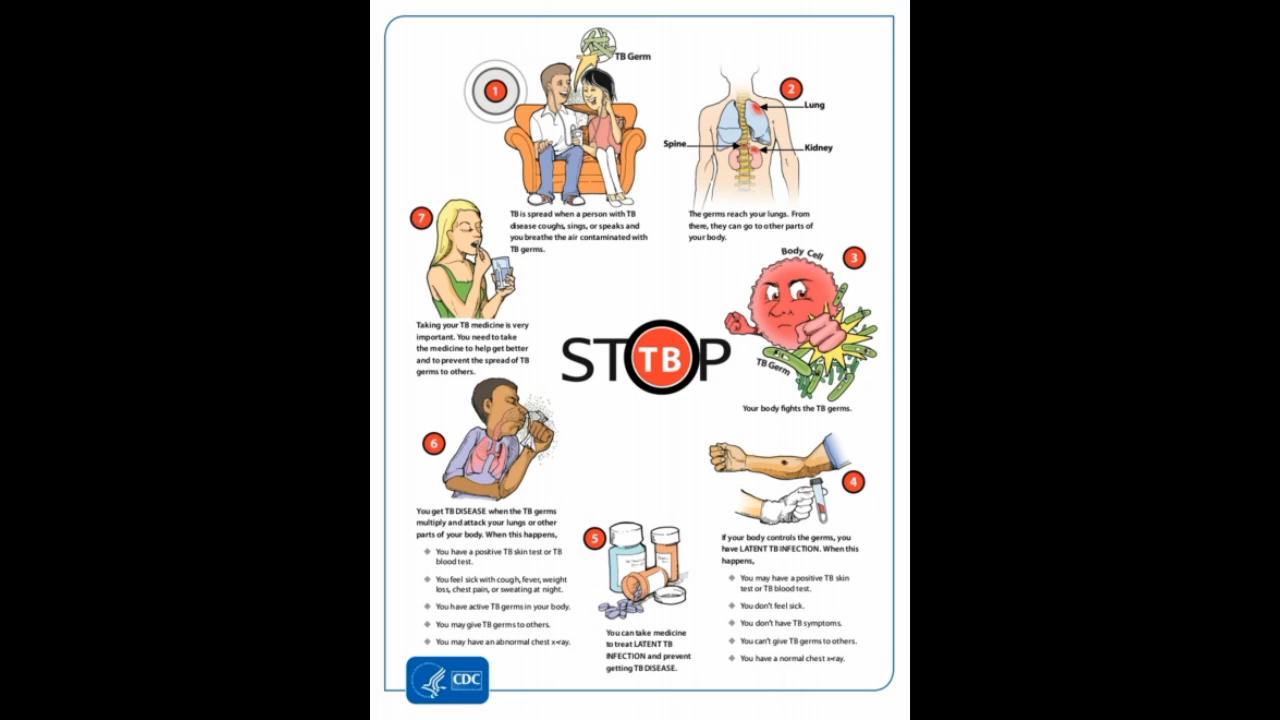 TB Germ
1
TB is spread when a person with TB
disease coughs, sings, or speaks and
you breathe the air contaminated with
TB germs.
2
Lung
Spine
Kidney
The germs reach your lungs. From
there, they can go to other parts of
your body.
Body Cell
3
TB Germ
Your body fights the TB germs.
STOP
TB
4
If your body controls the germs, you
have LATENT TB INFECTION. When this
happens,
You may have a positive TB skin
test or TB blood test.
You don't feel sick.
You don't have TB symptoms.
You can't give TB germs to others.
You have a normal chest x-ray.
5
You can take medicine
to treat LATENT TB
INFECTION and prevent
getting TB DISEASE.
6
You get TB DISEASE when the TB germs
multiply and attack your lungs or other
parts of your body. When this happens,
You have a positive TB skin test or TB
blood test.
You feel sick with cough, fever, weight
loss, chest pain, or sweating at night.
You have active TB germs in your body.
You may give TB germs to others.
You may have an abnormal chest x-ray.
7
Taking your TB medicine is very
important. You need to take
the medicine to help get better
and to prevent the spread of TB
germs to others.
CDC